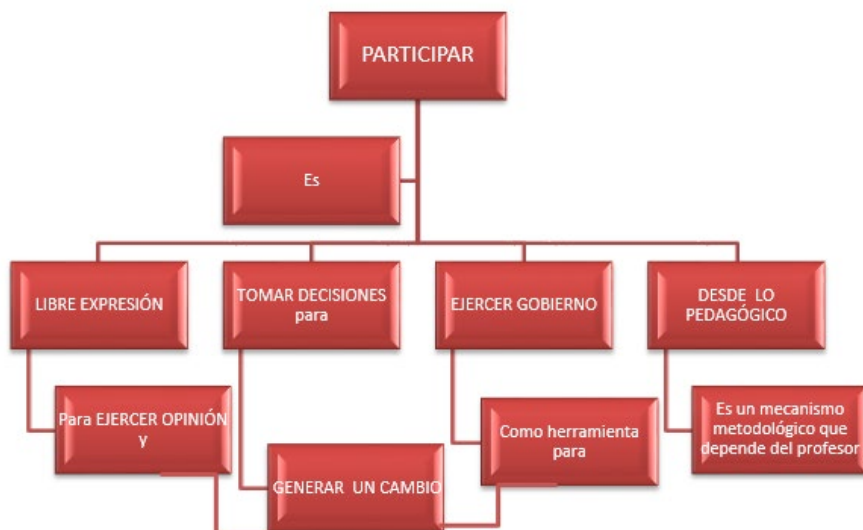 PARTICIPAR
Es
LIBRE EXPRESIÓN
TOMAR DECISIONES
para
EJERCER GOBIERNO
DESDE LO
PEDAGÓGICO
Para EJERCER OPINIÓN
y
GENERAR UN CAMBIO
Como herramienta
para
Es un mecanismo
metodológico que
depende del profesor